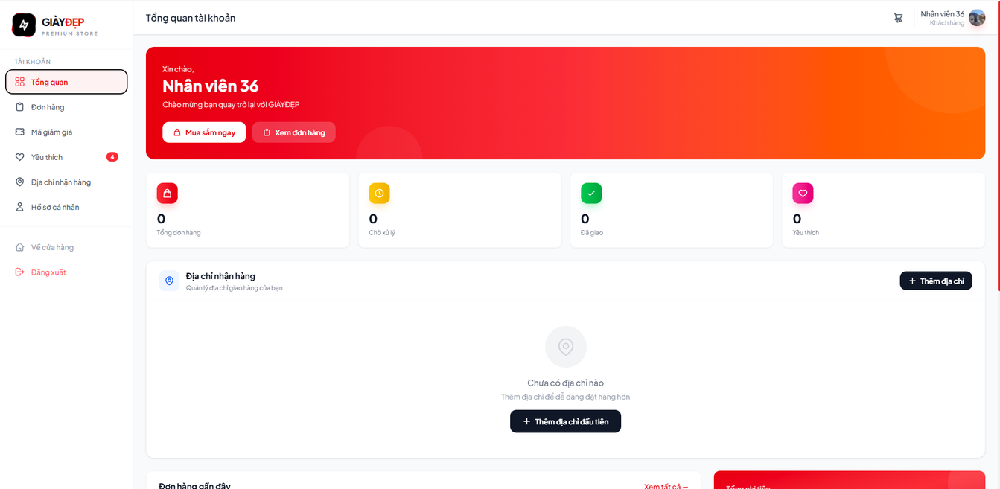 GIÀYĐẸP
PREMIUM STORE
TÀI KHOẢN
Tổng quan
Đơn hàng
Mã giảm giá
Yêu thích
4
Địa chỉ nhận hàng
Hồ sơ cá nhân
Về cửa hàng
Đăng xuất
Tổng quan tài khoản
Nhân viên 36
Khách hàng
Xin chào,
Nhân viên 36
Chào mừng bạn quay trở lại với GIÀYĐẸP
Mua sắm ngay
Xem đơn hàng
0
Tổng đơn hàng
0
Chờ xử lý
0
Đã giao
0
Yêu thích
Địa chỉ nhận hàng
Quản lý địa chỉ giao hàng của bạn
+ Thêm địa chỉ
Chưa có địa chỉ nào
Thêm địa chỉ để dễ dàng đặt hàng hơn
+ Thêm địa chỉ đầu tiên
Đơn hàng gần đây
Xem tất cả →
Tổng chi tiêu